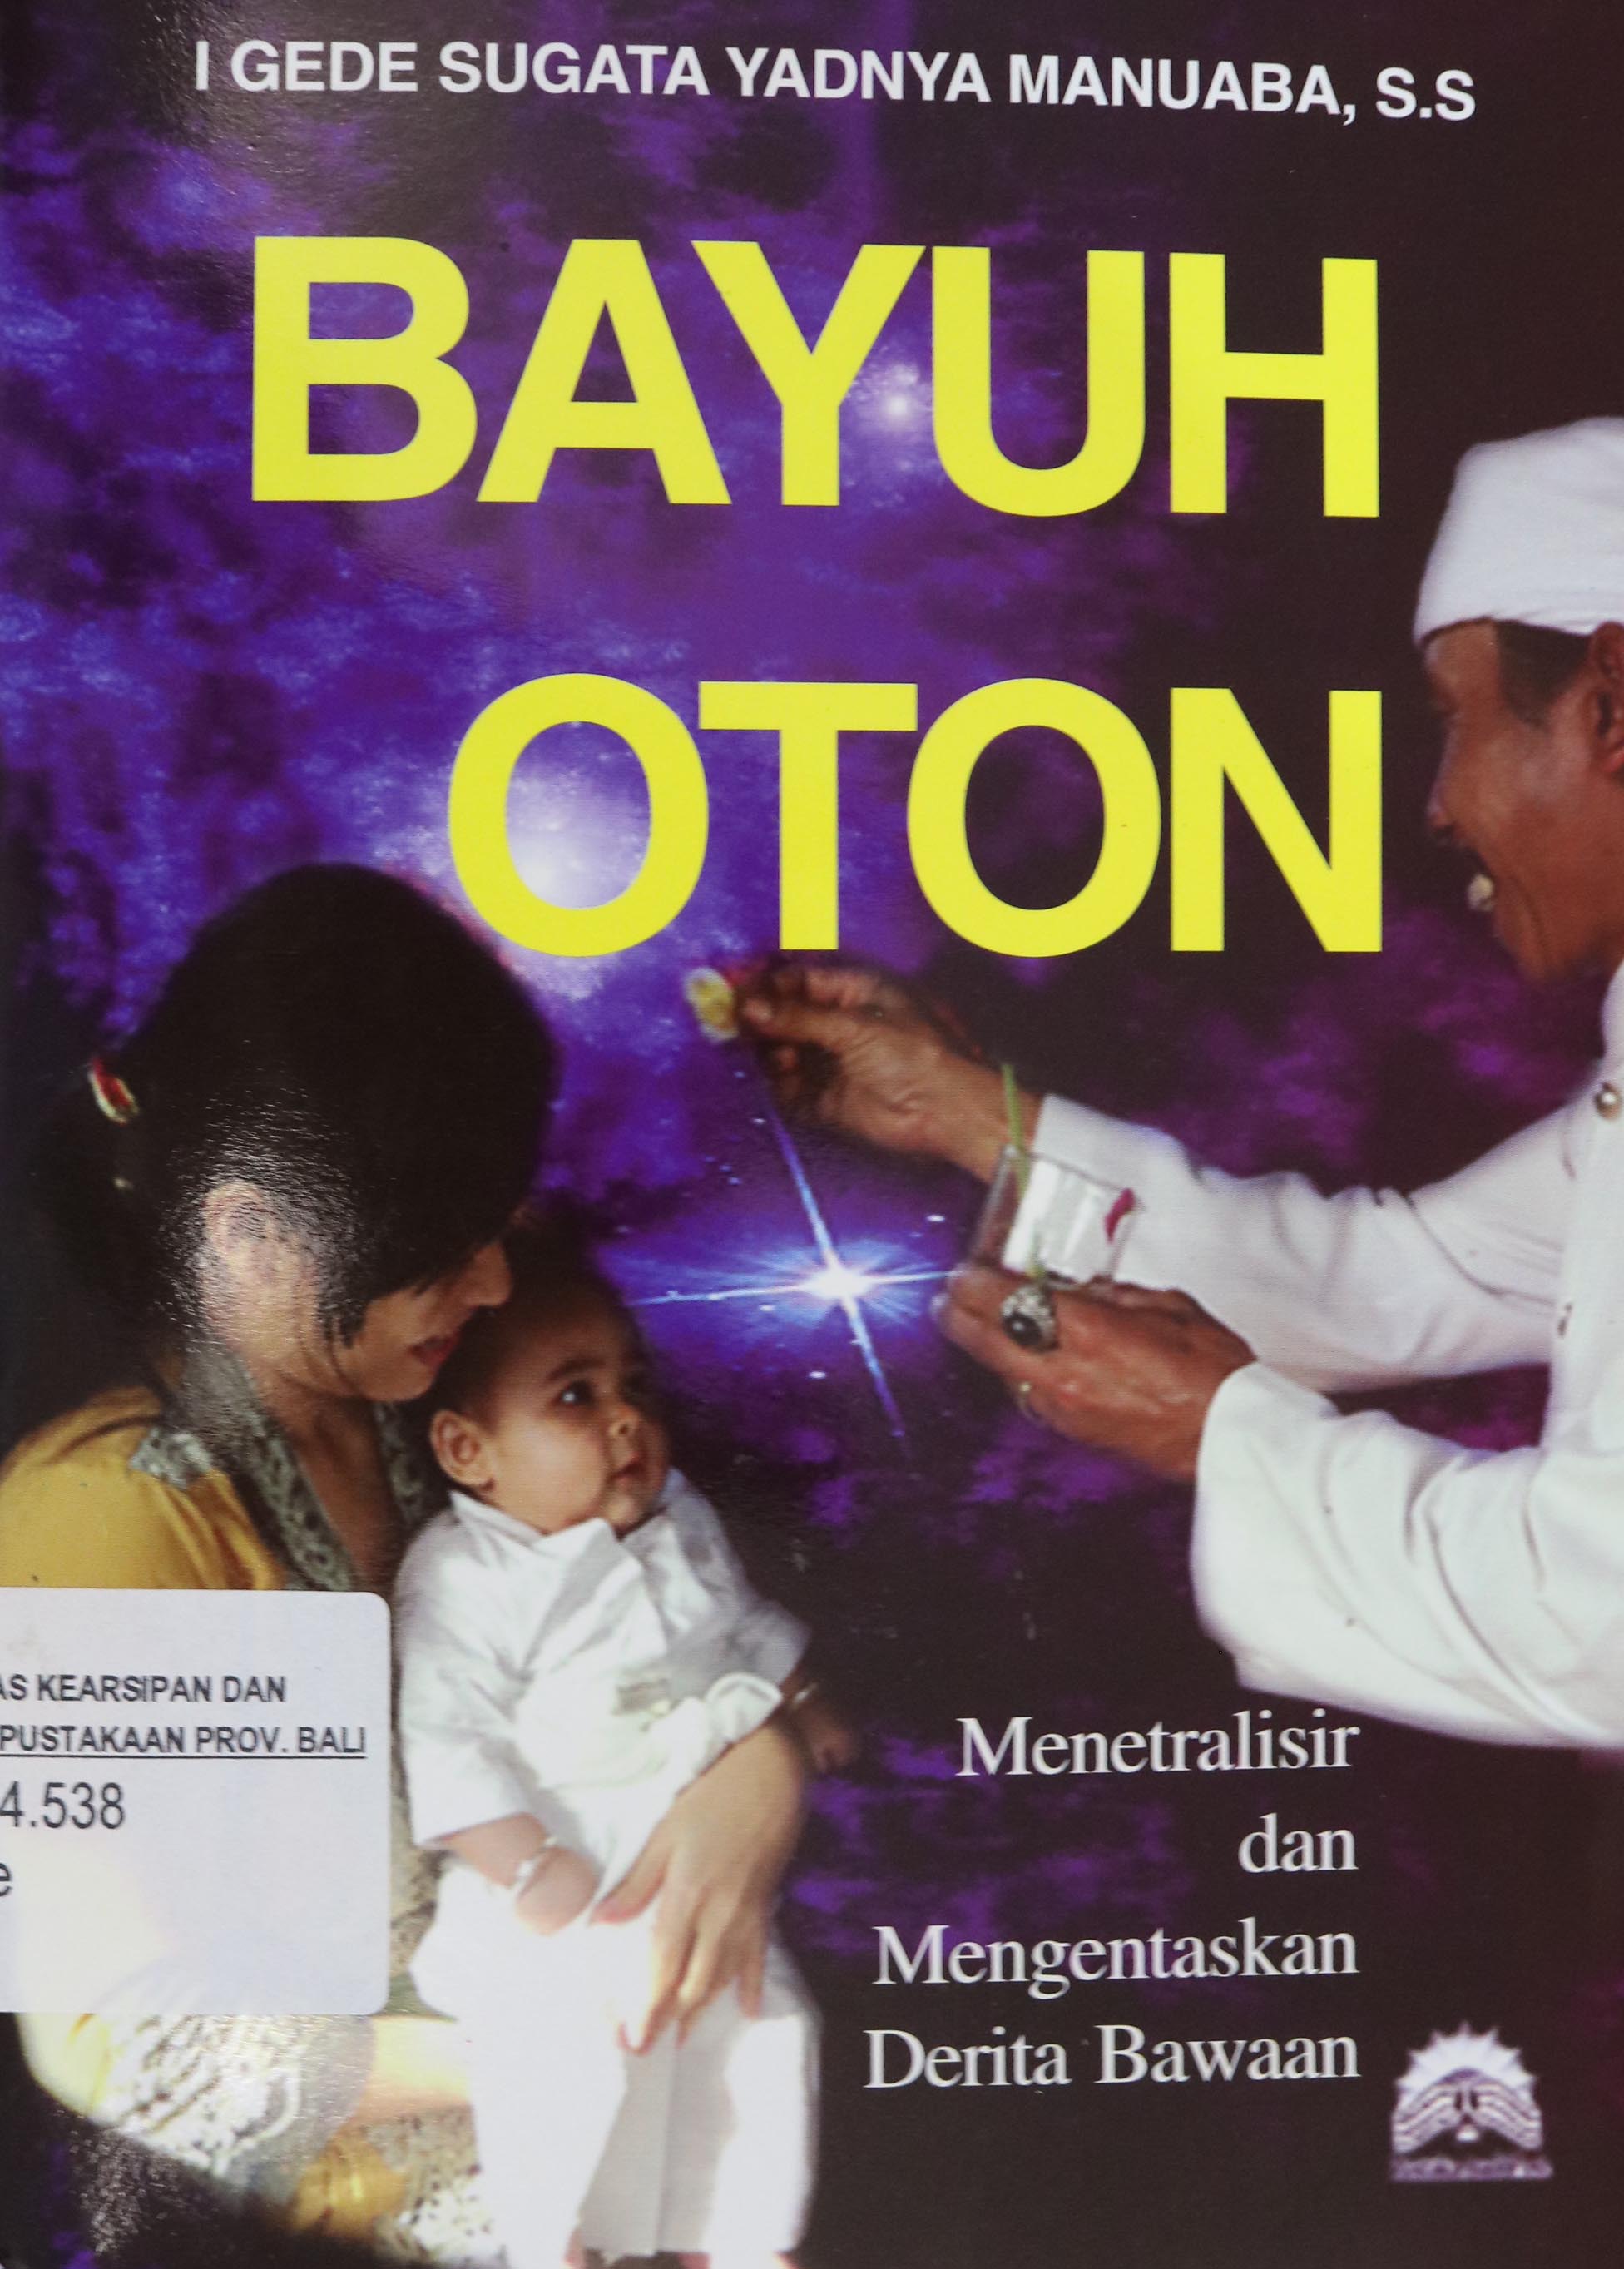 I GEDE SUGATA YADNYA MANUABA, S.S
BAYUH
OTON
AS KEARSIPAN DAN
PUSTAKAAN PROV. BALI
4.538
e
Menetralisir
dan
Mengentaskan
Derita Bawaan